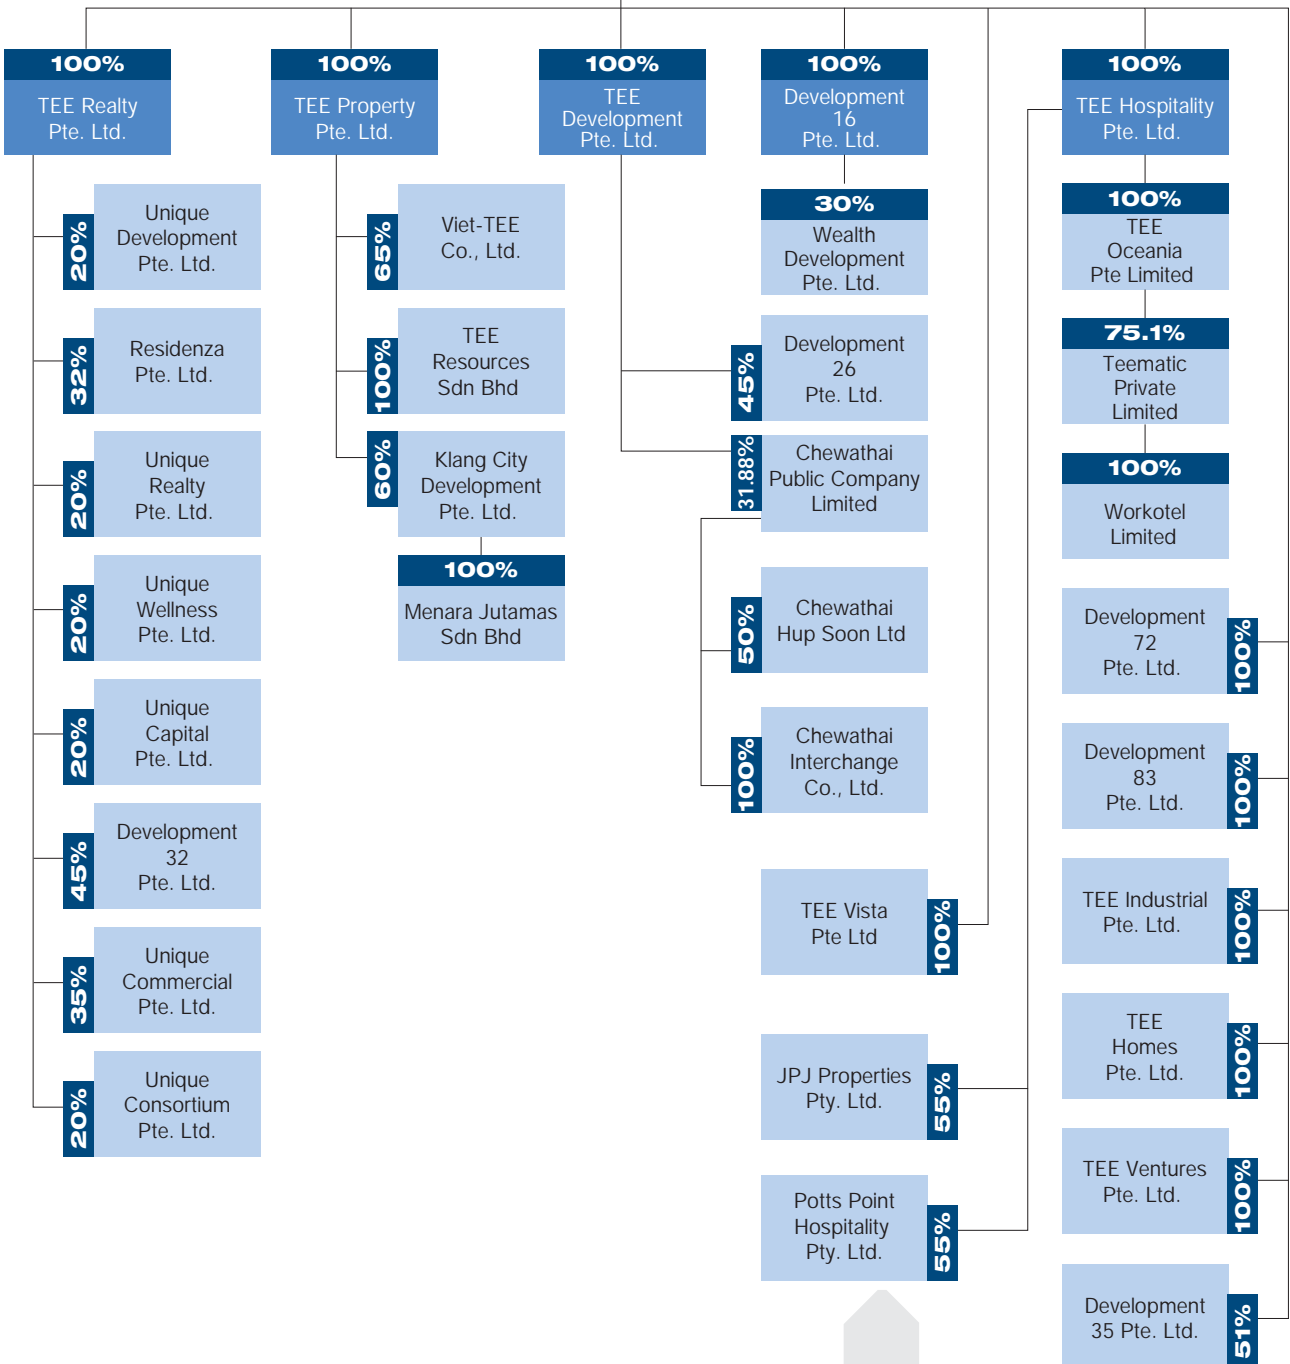 100%
TEE Realty
Pte. Ltd.
20%
Unique
Development
Pte. Ltd.
32%
Residenza
Pte. Ltd.
20%
Unique
Realty
Pte. Ltd.
20%
Unique
Wellness
Pte. Ltd.
20%
Unique
Capital
Pte. Ltd.
45%
Development
32
Pte. Ltd.
35%
Unique
Commercial
Pte. Ltd.
20%
Unique
Consortium
Pte. Ltd.
100%
TEE Property
Pte. Ltd.
65%
Viet-TEE
Co., Ltd.
100%
TEE
Resources
Sdn Bhd
60%
Klang City
Development
Pte. Ltd.
100%
Menara Jutamas
Sdn Bhd
100%
TEE
Development
Pte. Ltd.
45%
Development
26
Pte. Ltd.
31.88%
Chewathai
Public Company
Limited
50%
Chewathai
Hup Soon Ltd
100%
Chewathai
Interchange
Co., Ltd.
100%
Development
16
Pte. Ltd.
30%
Wealth
Development
Pte. Ltd.
TEE Vista
Pte Ltd
100%
JPJ Properties
Pty. Ltd.
55%
Potts Point
Hospitality
Pty. Ltd.
55%
100%
TEE Hospitality
Pte. Ltd.
100%
TEE
Oceania
Pte Limited
75.1%
Teematic
Private
Limited
100%
Workotel
Limited
Development
72
Pte. Ltd.
100%
Development
83
Pte. Ltd.
100%
TEE Industrial
Pte. Ltd.
100%
TEE
Homes
Pte. Ltd.
100%
TEE Ventures
Pte. Ltd.
100%
Development
35 Pte. Ltd.
51%